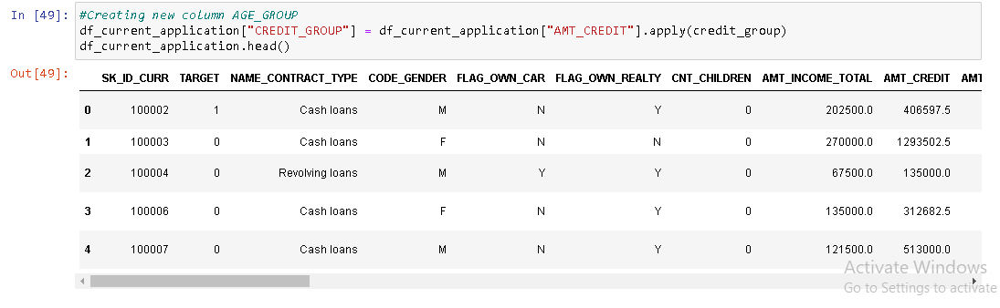 In [49]: #Creating new column AGE_GROUP
df_current_application["CREDIT_GROUP"] = df_current_application["AMT_CREDIT"].apply(credit_group)
df_current_application.head()
Out[49]:
SK_ID_CURR TARGET NAME_CONTRACT_TYPE CODE_GENDER FLAG_OWN_CAR FLAG_OWN_REALTY CNT_CHILDREN AMT_INCOME_TOTAL AMT_CREDIT AMT
0 100002 1 Cash loans M N Y 0 202500.0 406597.5
1 100003 0 Cash loans F N N 0 270000.0 1293502.5
2 100004 0 Revolving loans M Y Y 0 67500.0 135000.0
3 100006 0 Cash loans F N Y 0 135000.0 312682.5
4 100007 0 Cash loans M N Y 0 121500.0 513000.0
Activate Windows
Go to Settings to activate